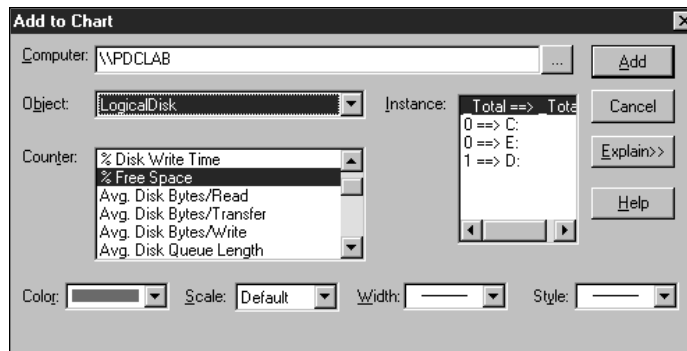 Add to Chart
Computer: \\PDCLAB ... Add
Object: LogicalDisk Instance: _Total ==> _Tota Cancel
0 ==> C:
0 ==> E:
1 ==> D:
Explain>>
Counter: % Disk Write Time
% Free Space
Avg. Disk Bytes/Read
Avg. Disk Bytes/Transfer
Avg. Disk Bytes/Write
Avg. Disk Queue Length
Help
Color: Scale: Default Width: Style: